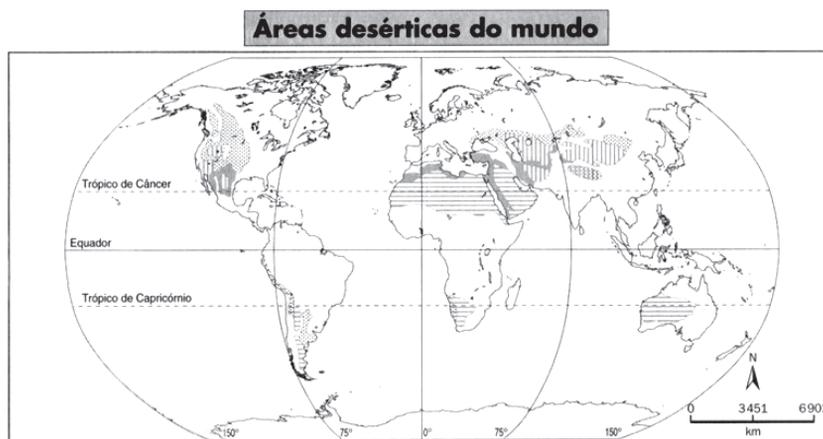 Áreas desérticas do mundo
Trópico de Câncer
Equador
Trópico de Capricórnio
N
0 3451 6902
km
150° 75° 0° 75° 150°